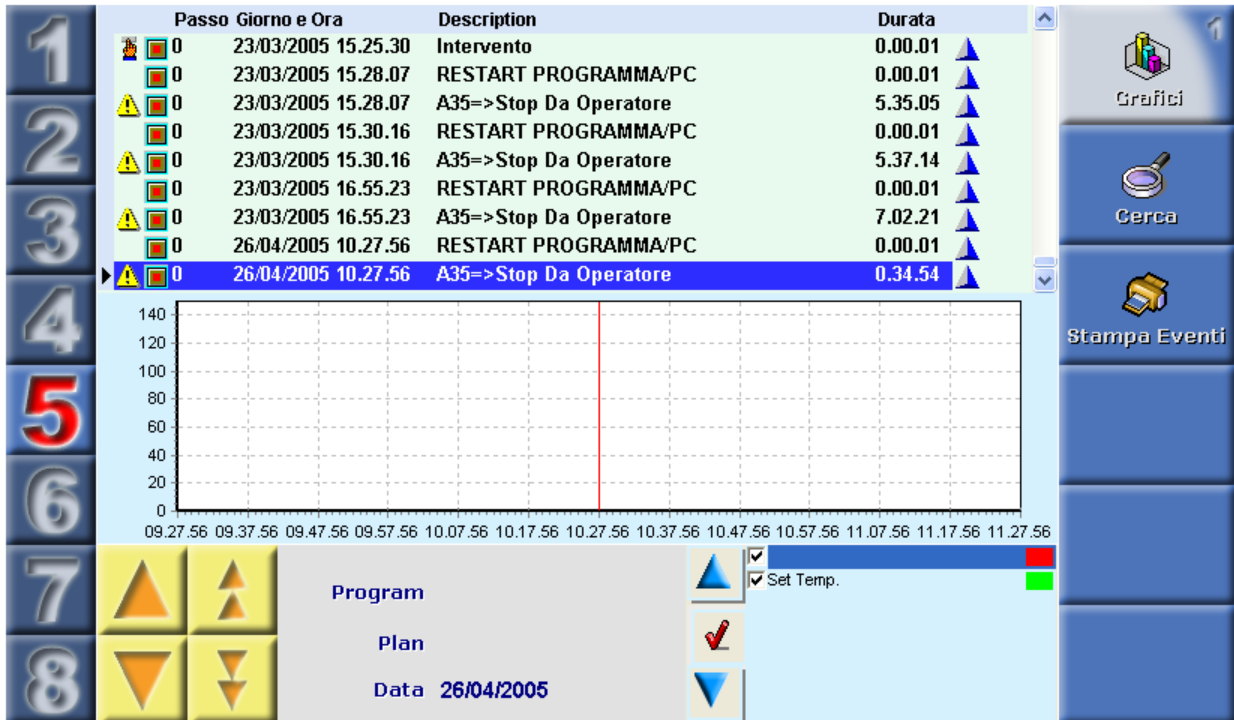 1
2
3
4
5
6
7
8
Passo Giorno e Ora Description Durata
0 23/03/2005 15.25.30 Intervento 0.00.01
0 23/03/2005 15.28.07 RESTART PROGRAMMA/PC 0.00.01
0 23/03/2005 15.28.07 A35=>Stop Da Operatore 5.35.05
0 23/03/2005 15.30.16 RESTART PROGRAMMA/PC 0.00.01
0 23/03/2005 15.30.16 A35=>Stop Da Operatore 5.37.14
0 23/03/2005 16.55.23 RESTART PROGRAMMA/PC 0.00.01
0 23/03/2005 16.55.23 A35=>Stop Da Operatore 7.02.21
0 26/04/2005 10.27.56 RESTART PROGRAMMA/PC 0.00.01
0 26/04/2005 10.27.56 A35=>Stop Da Operatore 0.34.54
140
120
100
80
60
40
20
0
09.27.56 09.37.56 09.47.56 09.57.56 10.07.56 10.17.56 10.27.56 10.37.56 10.47.56 10.57.56 11.07.56 11.17.56 11.27.56
Program
Plan
Data 26/04/2005
Set Temp.
1
Grafici
Cerca
Stampa Eventi